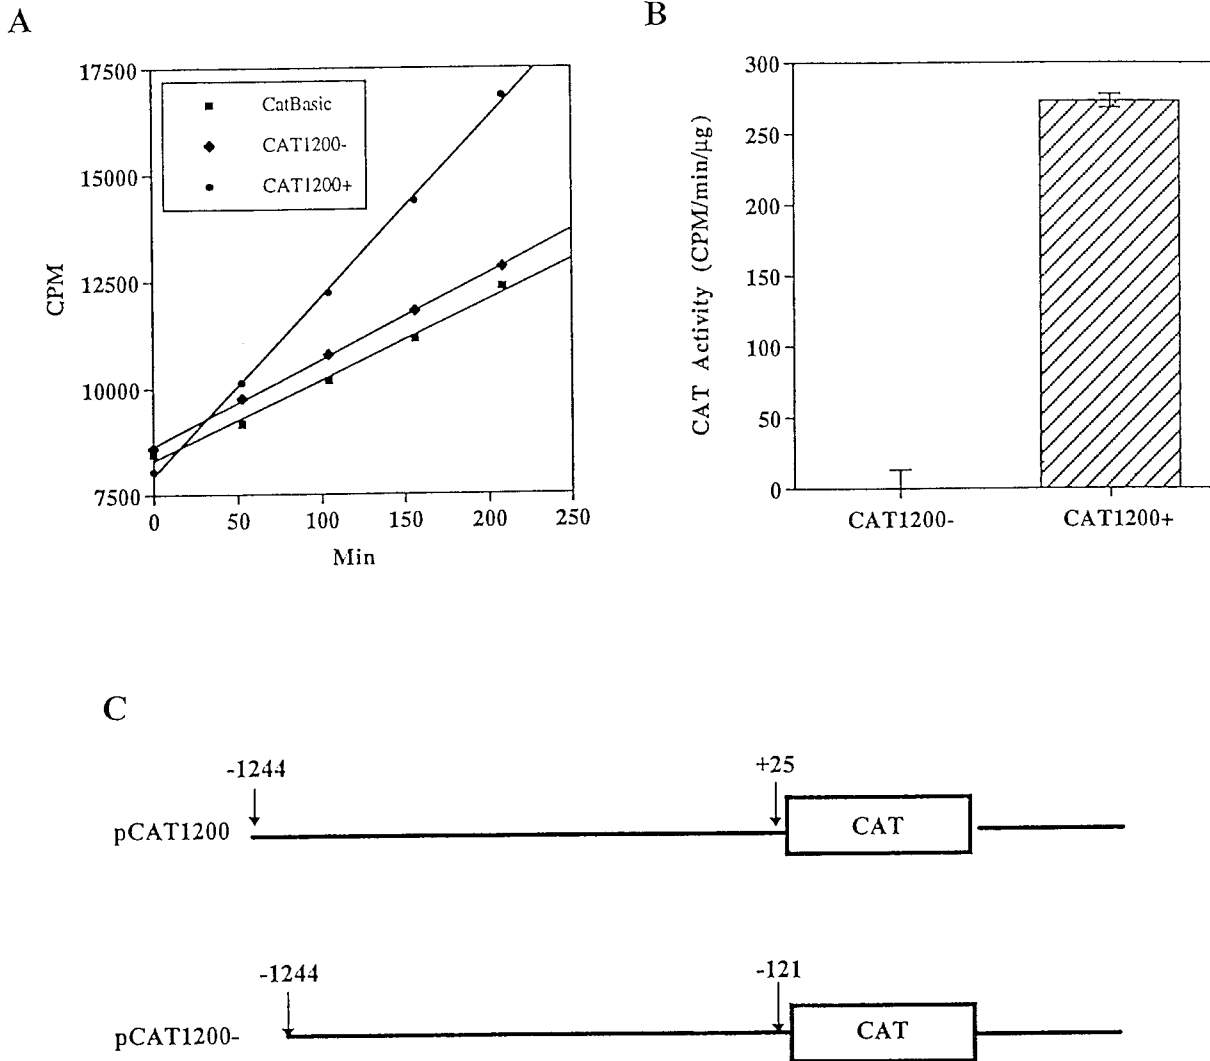 A
17500
15000
12500
10000
7500
CPM
CatBasic
CAT1200-
CAT1200+
0 50 100 150 200 250
Min
B
300
250
200
150
100
50
0
CAT Activity (CPM/min/µg)
CAT1200- CAT1200+
C
-1244 +25
pCAT1200 CAT
-1244 -121
pCAT1200- CAT